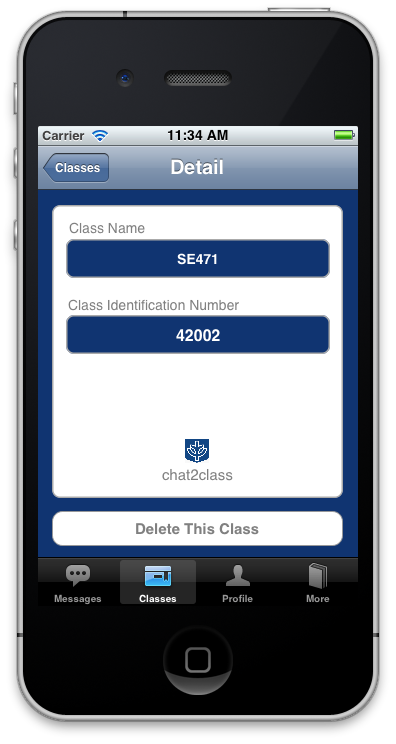 Carrier 11:34 AM
Classes Detail
Class Name
SE471
Class Identification Number
42002
chat2class
Delete This Class
Messages Classes Profile More